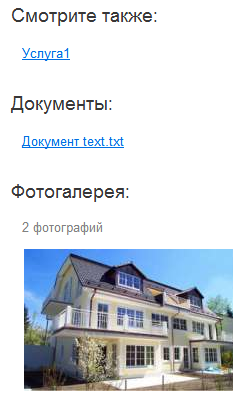 Смотрите также:
Услуга1
Документы:
Документ text.txt
Фотогалерея:
2 фотографий